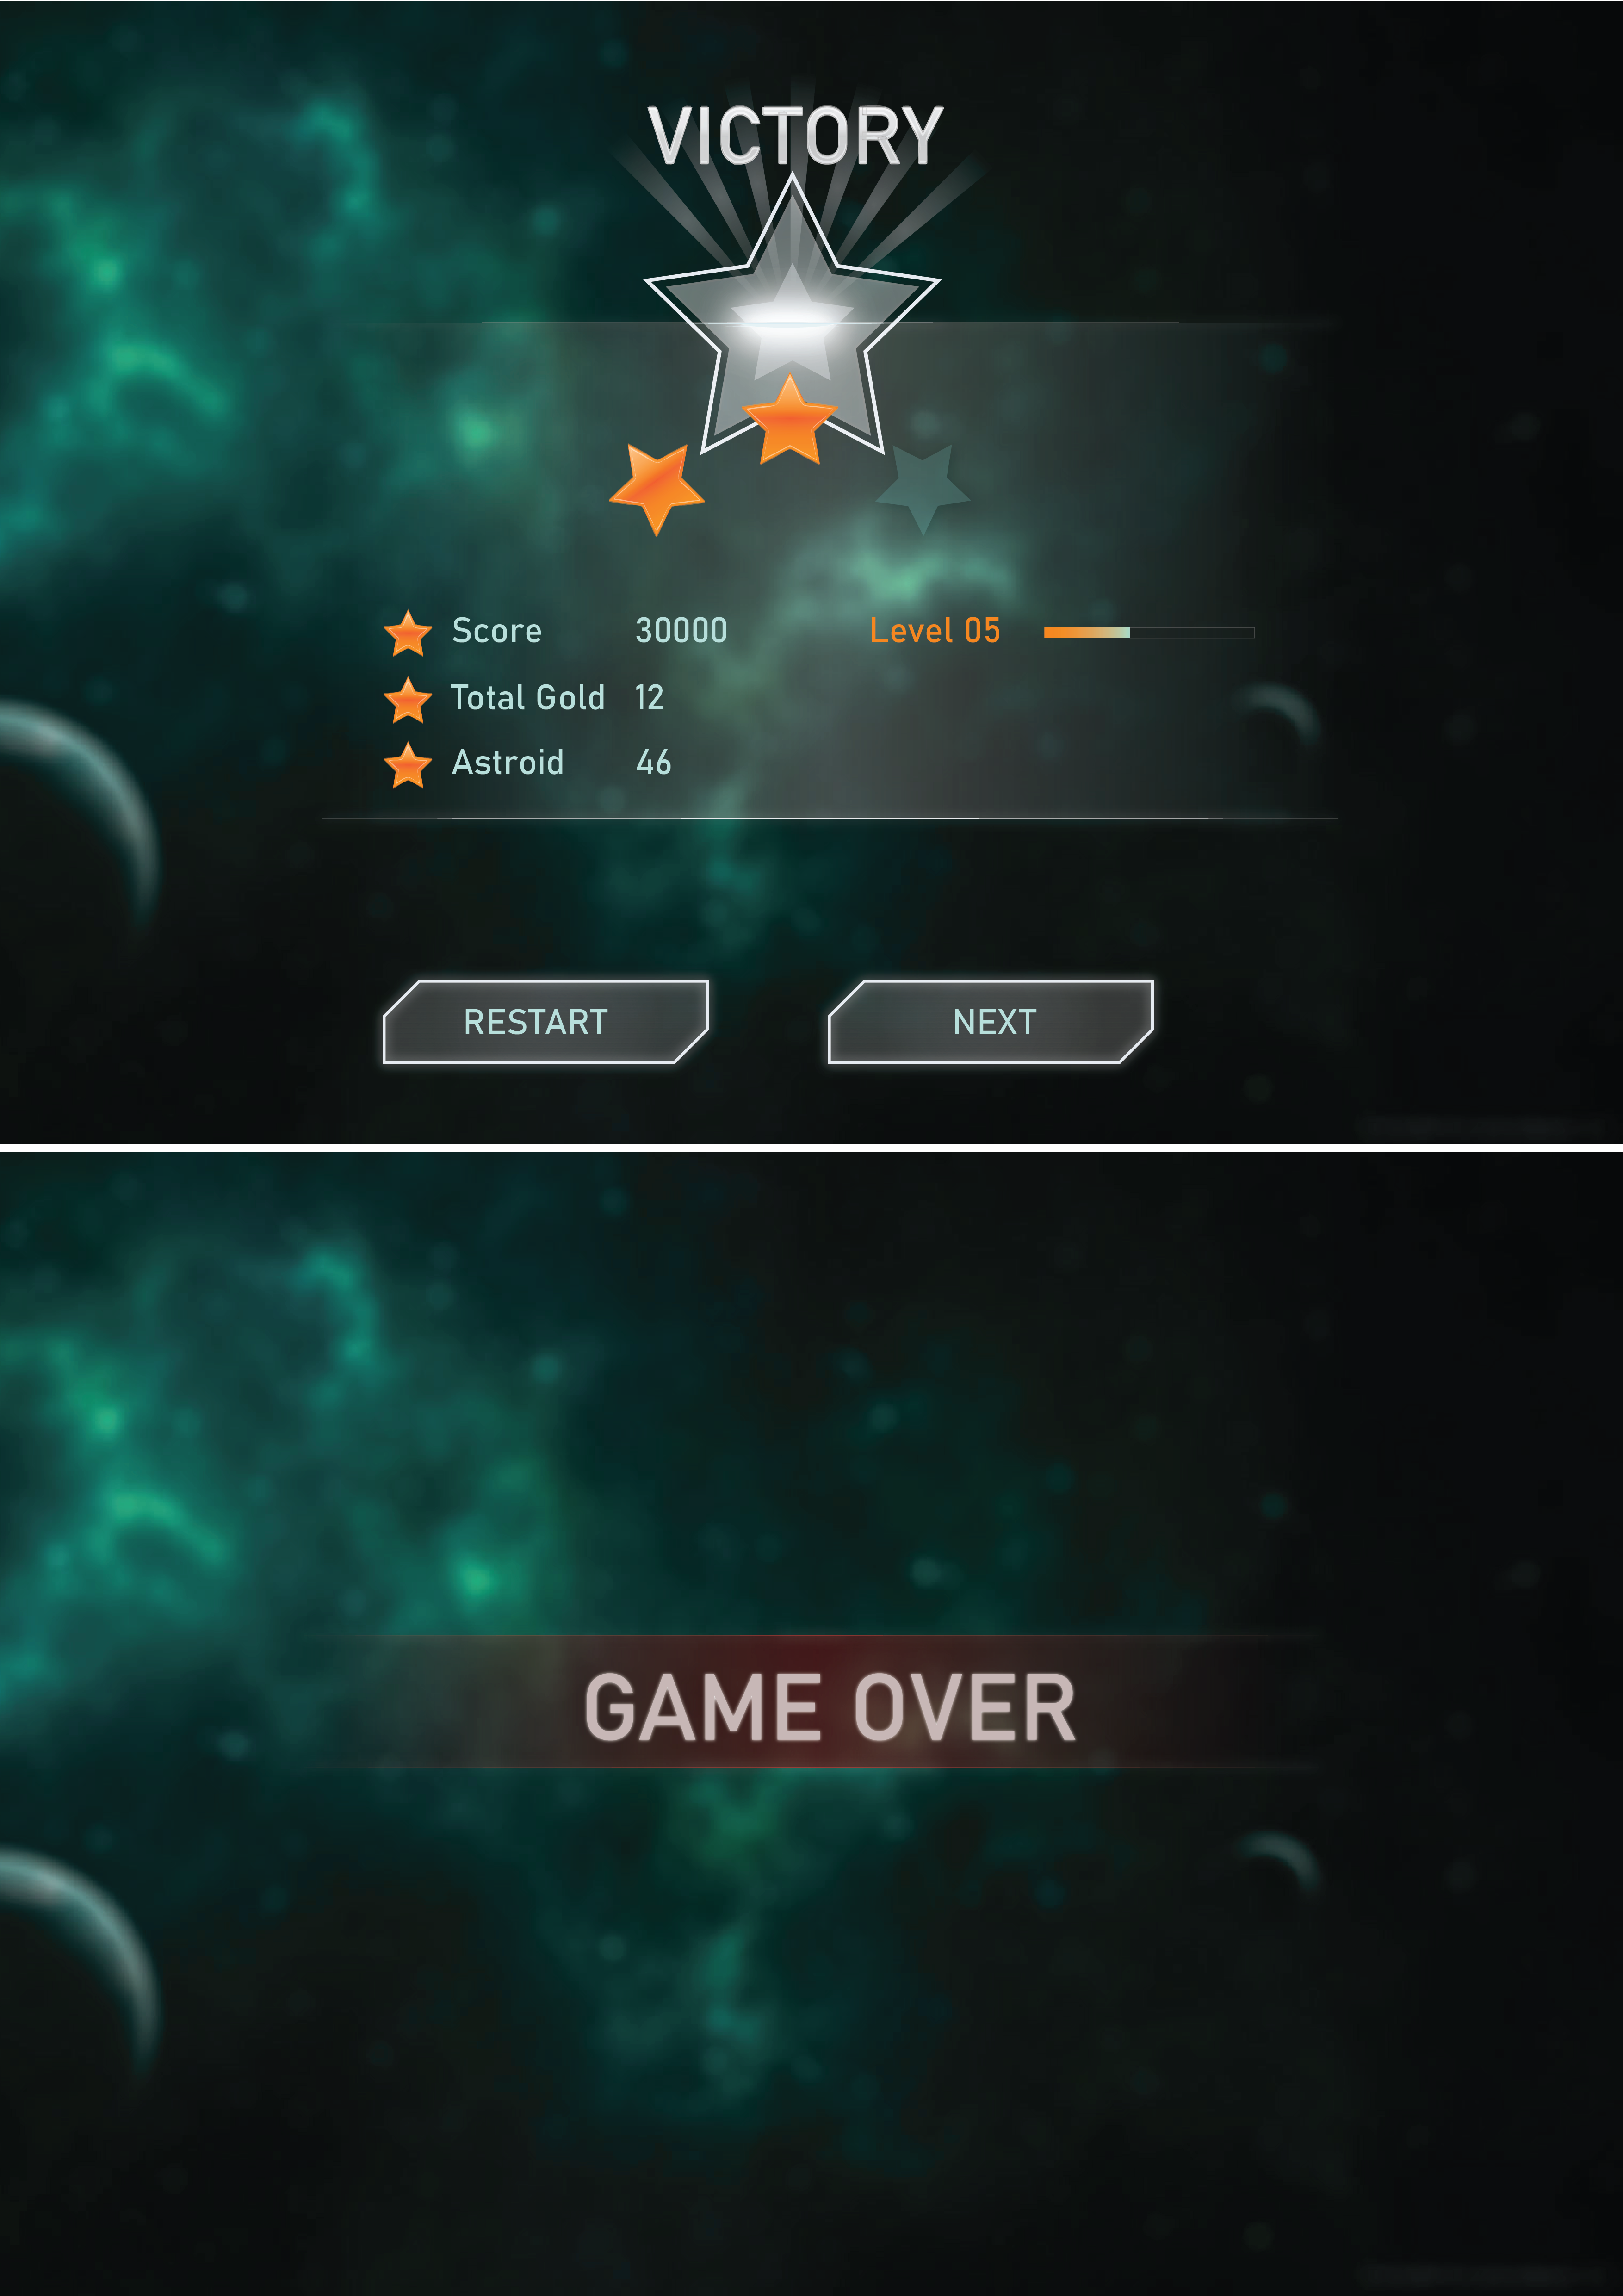 VICTORY
Score 30000 Level 05
Total Gold 12
Astroid 46
RESTART NEXT
GAME OVER